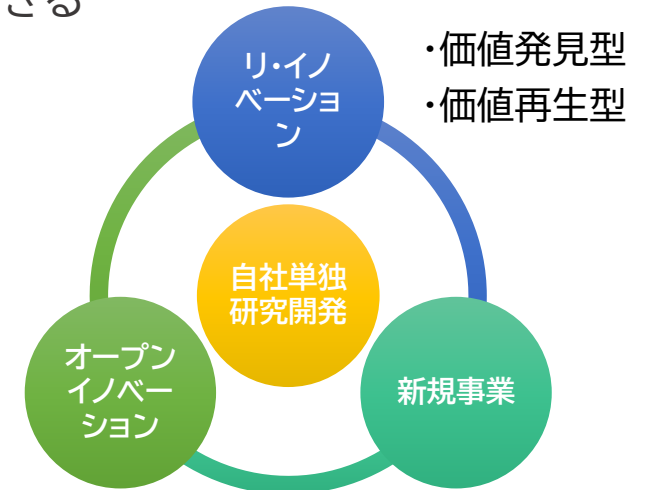 さる
リ・イノ
ベーショ
ン
・価値発見型
・価値再生型
自社単独
研究開発
オープン
イノベー
ション
新規事業